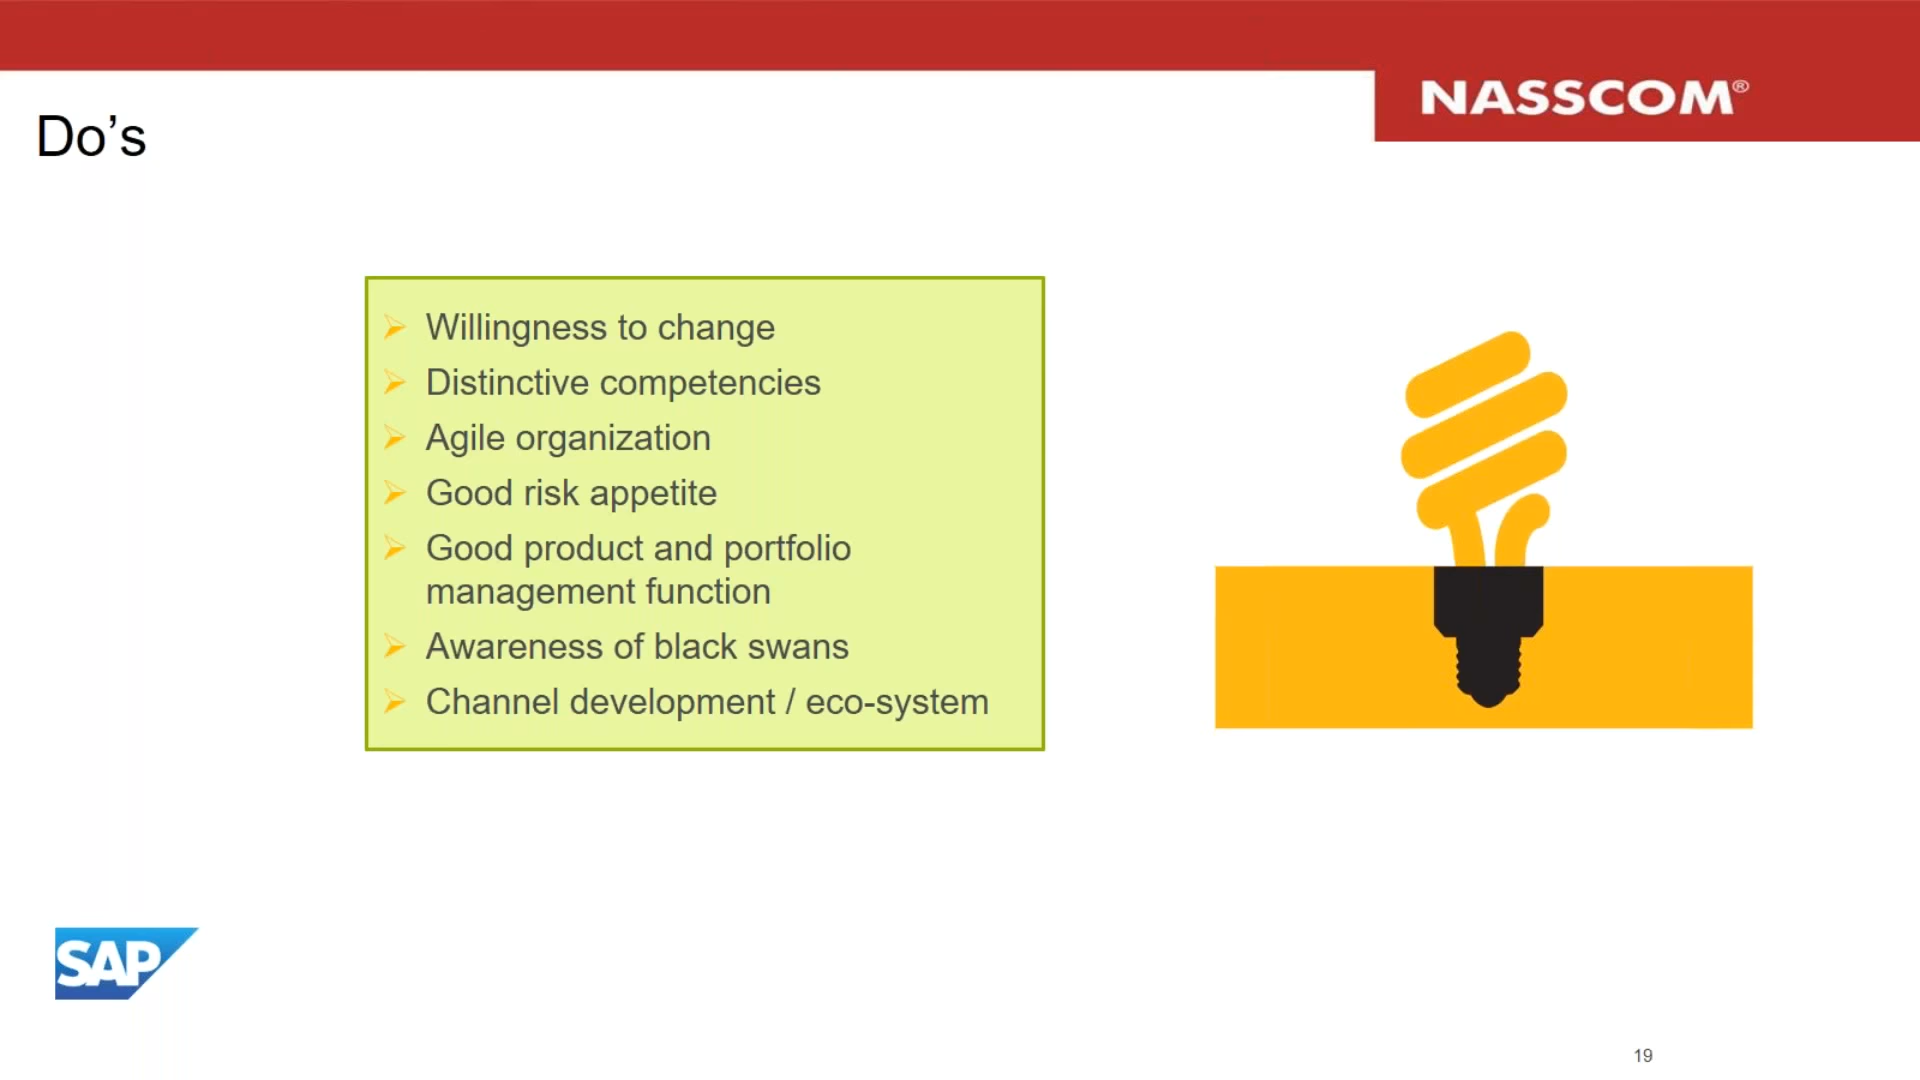 NASSCOM®
Do’s
Willingness to change
Distinctive competencies
Agile organization
Good risk appetite
Good product and portfolio
management function
Awareness of black swans
Channel development / eco-system
SAP
19